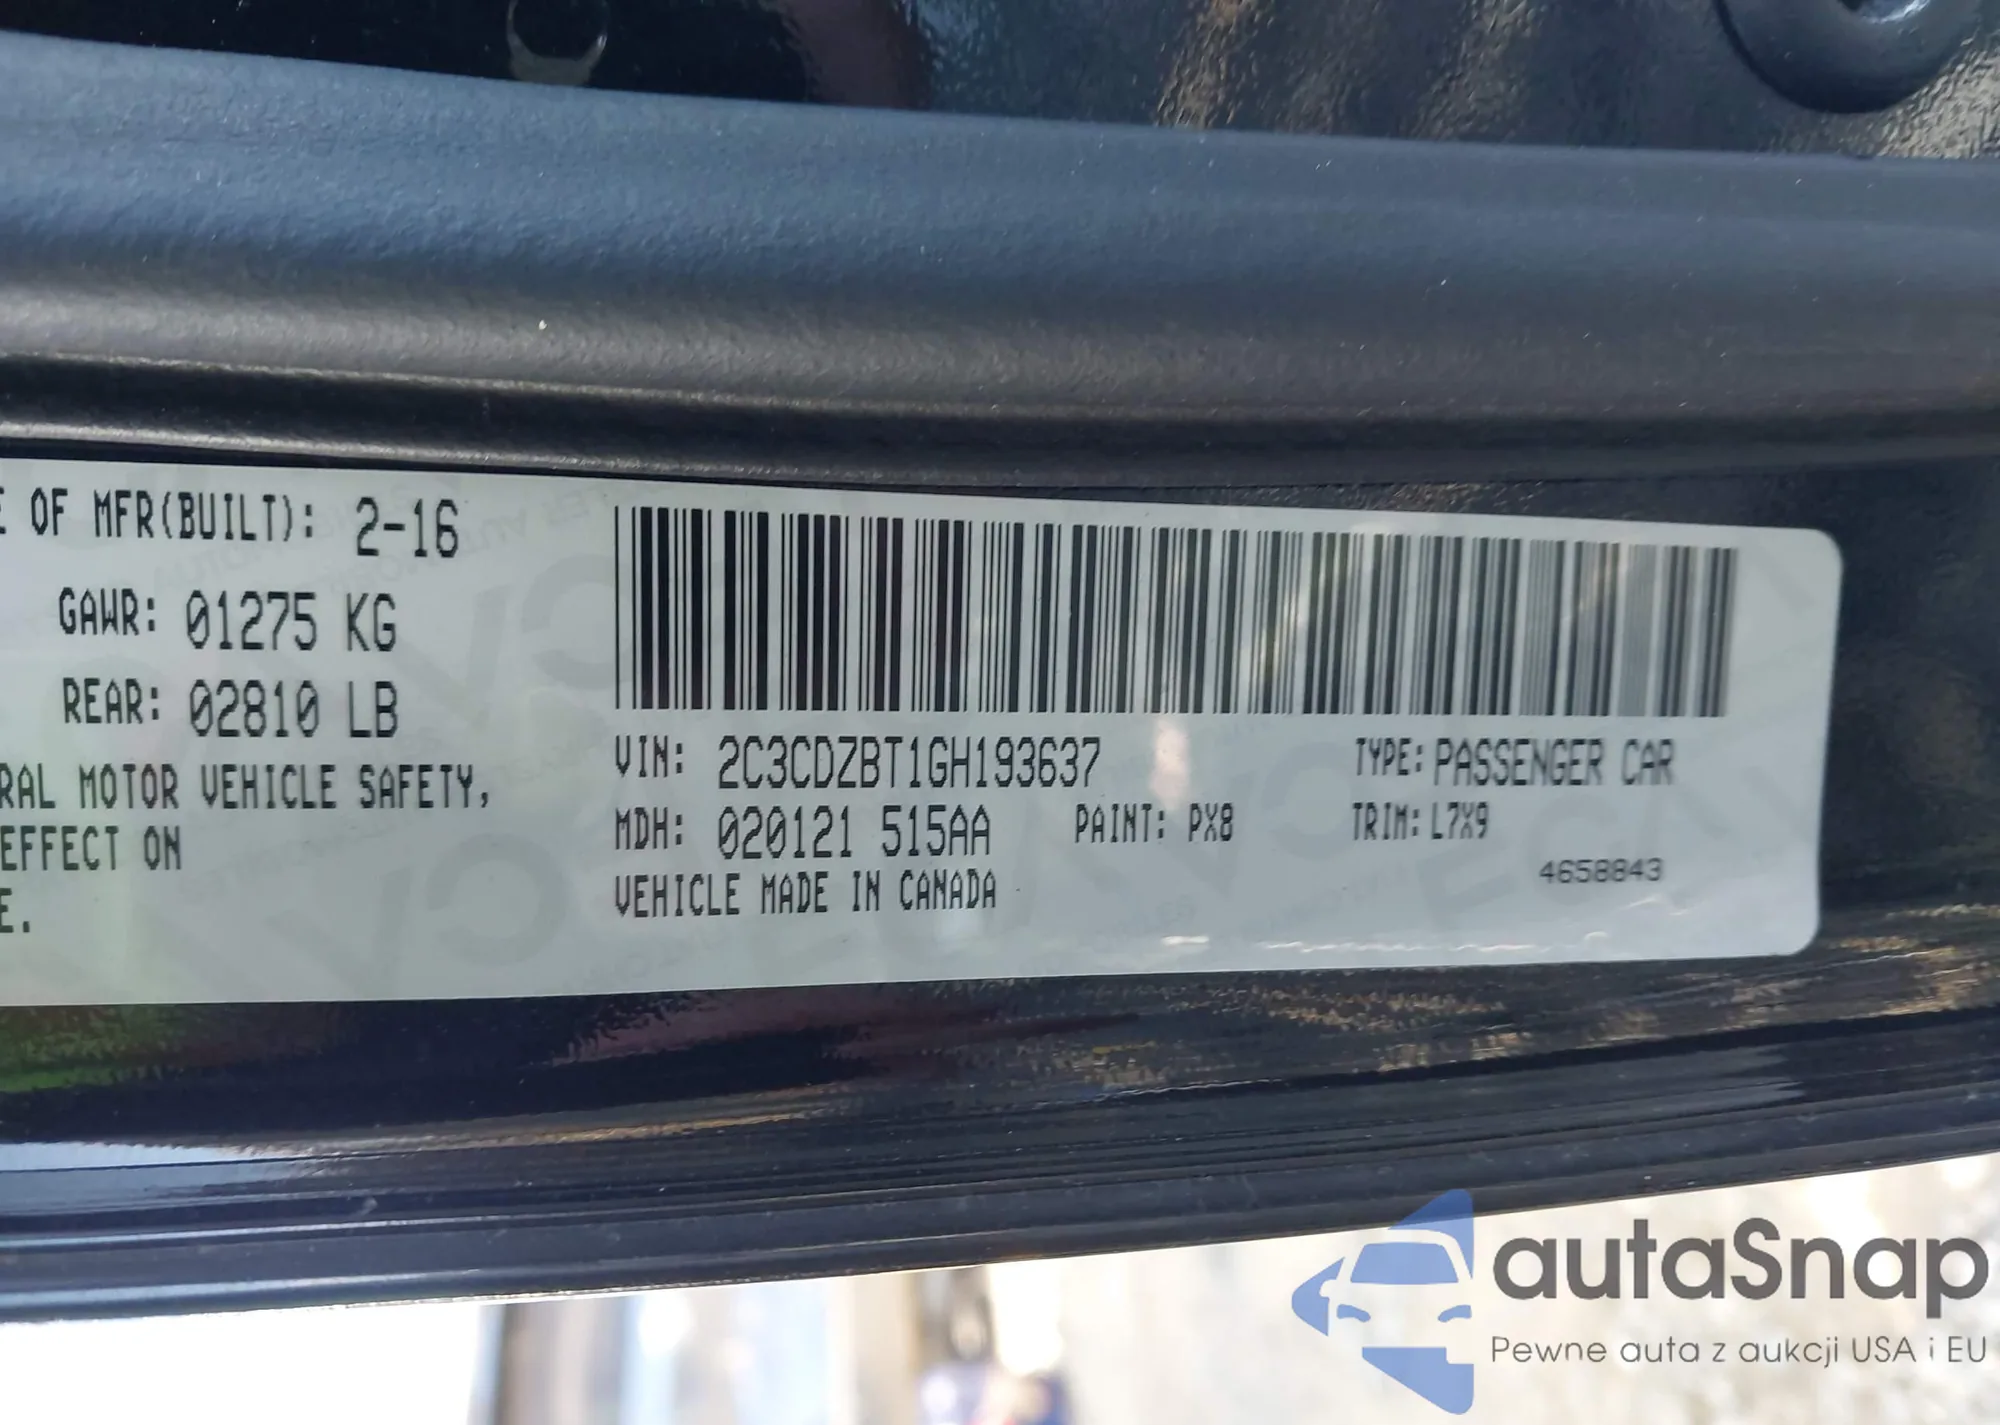 E OF MFR(BUILT): 2-16
GAWR: 01275 KG
REAR: 02810 LB
RAL MOTOR VEHICLE SAFETY,
EFFECT ON
E.
VIN: 2C3CDZBT1GH193637 TYPE: PASSENGER CAR
MDH: 020121 515AA PAINT: PX8 TRIM: L7X9
VEHICLE MADE IN CANADA
4658843
autaSnap
Pewne auta z aukcji USA i EU